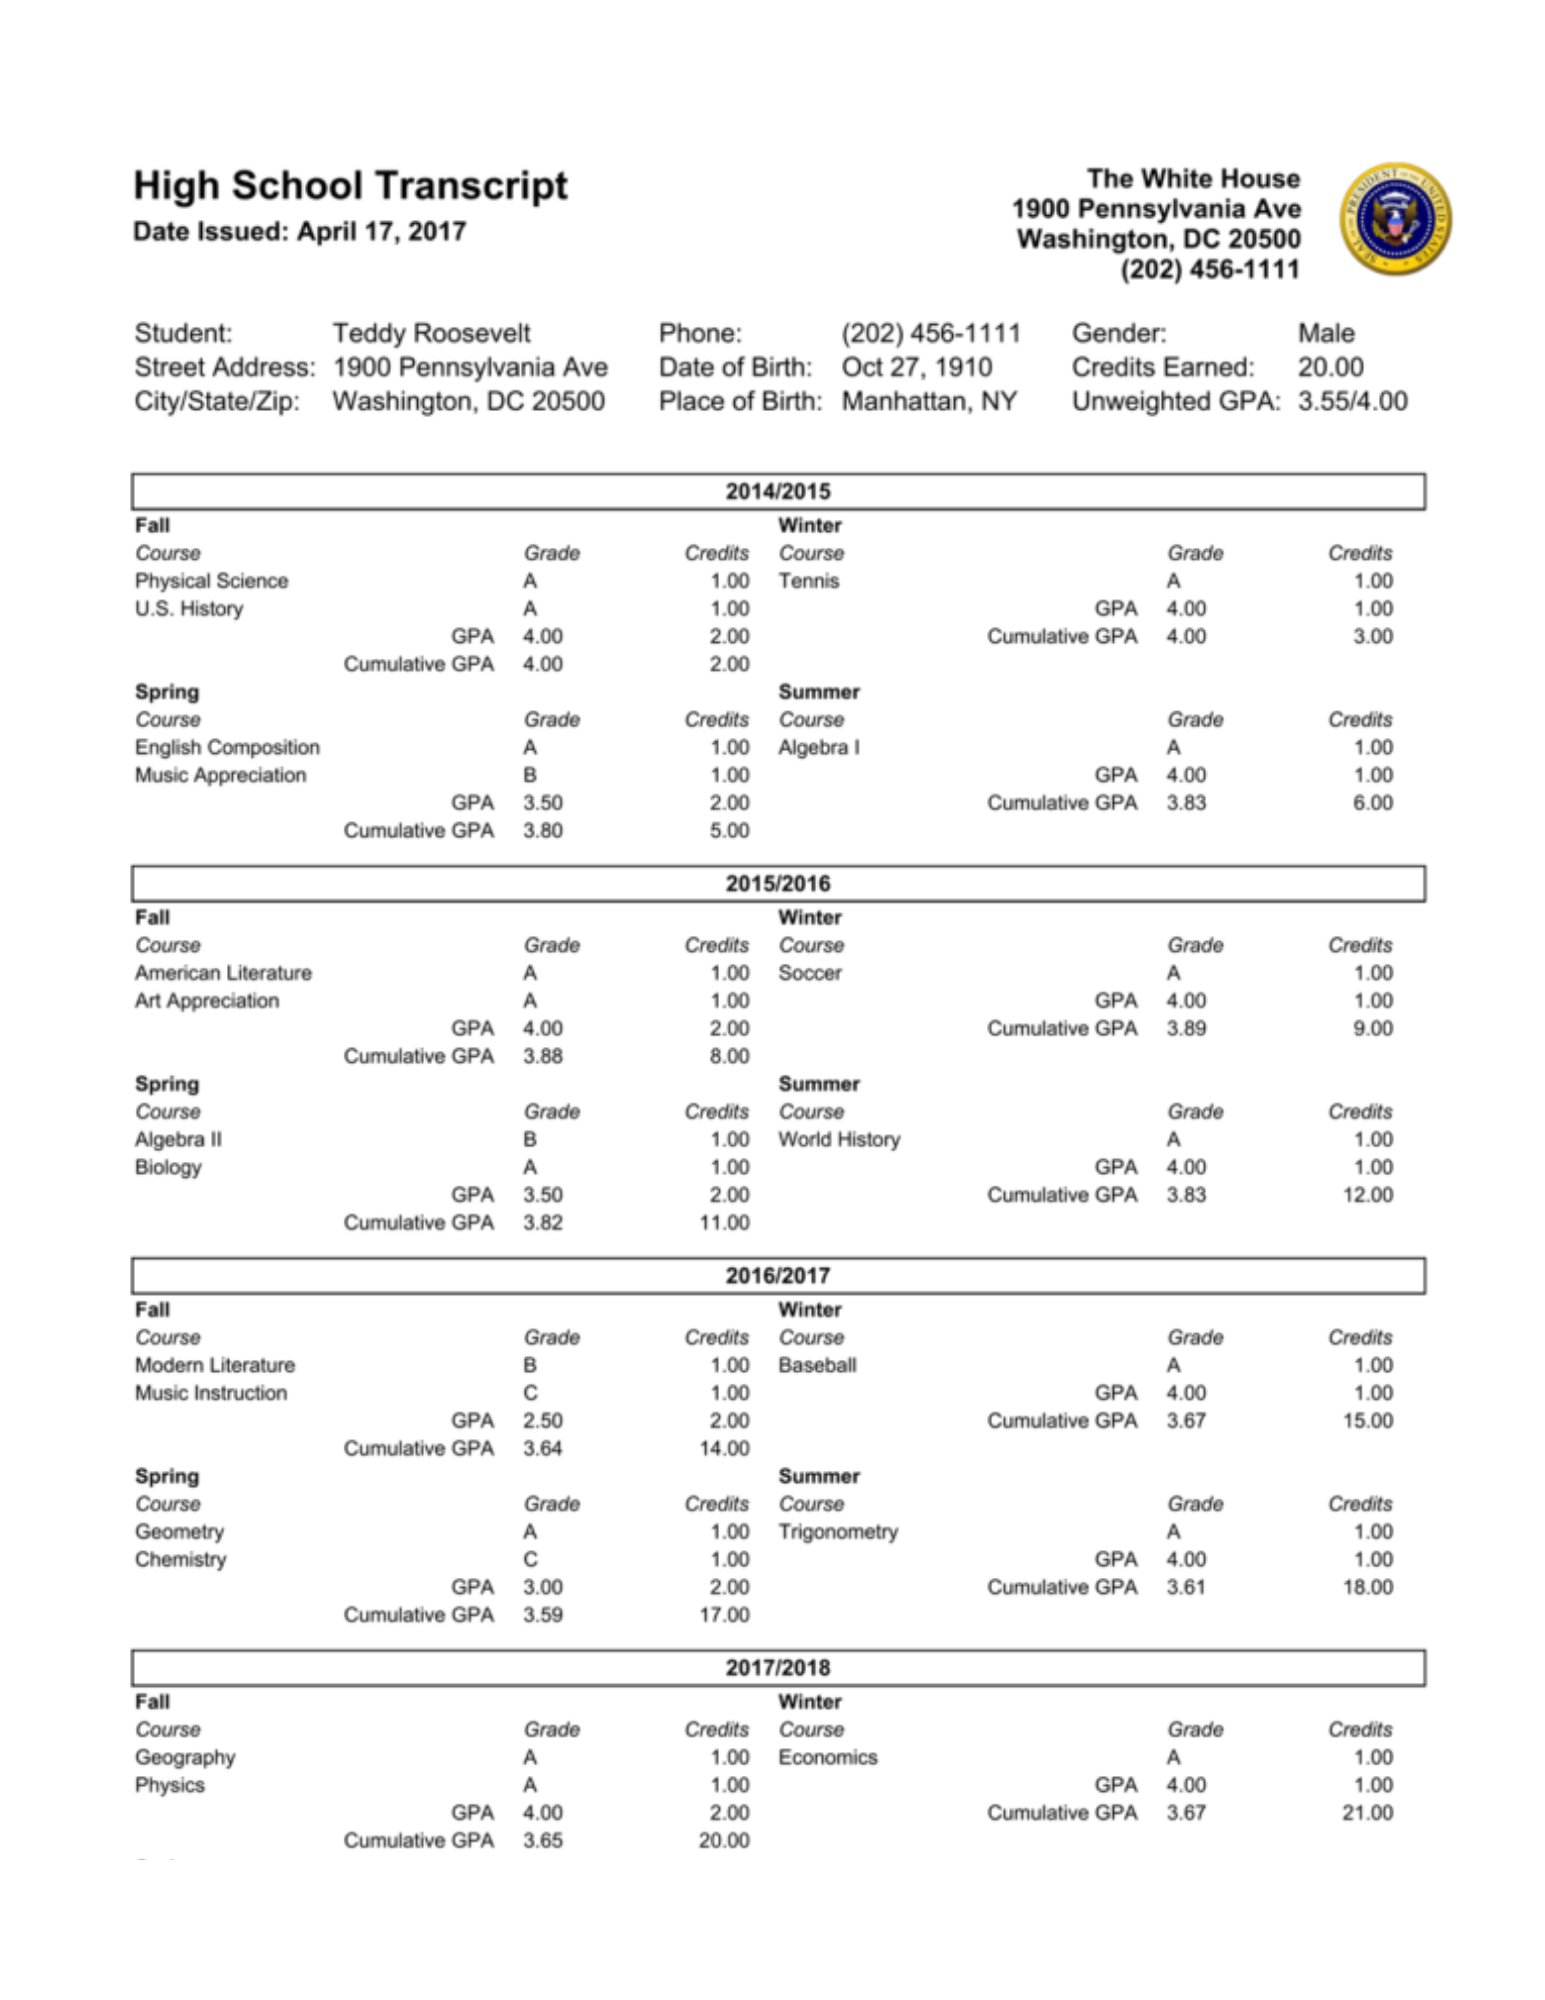 High School Transcript
Date Issued: April 17, 2017
The White House
1900 Pennsylvania Ave
Washington, DC 20500
(202) 456-1111
SEAL OF THE PRESIDENT OF THE UNITED STATES
Student: Teddy Roosevelt Phone: (202) 456-1111 Gender: Male
Street Address: 1900 Pennsylvania Ave Date of Birth: Oct 27, 1910 Credits Earned: 20.00
City/State/Zip: Washington, DC 20500 Place of Birth: Manhattan, NY Unweighted GPA: 3.55/4.00
2014/2015
Fall Winter
Course Grade Credits Course Grade Credits
Physical Science A 1.00 Tennis A 1.00
U.S. History A 1.00 GPA 4.00 1.00
GPA 4.00 2.00 Cumulative GPA 4.00 3.00
Cumulative GPA 4.00 2.00
Spring Summer
Course Grade Credits Course Grade Credits
English Composition A 1.00 Algebra I A 1.00
Music Appreciation B 1.00 GPA 4.00 1.00
GPA 3.50 2.00 Cumulative GPA 3.83 6.00
Cumulative GPA 3.80 5.00
2015/2016
Fall Winter
Course Grade Credits Course Grade Credits
American Literature A 1.00 Soccer A 1.00
Art Appreciation A 1.00 GPA 4.00 1.00
GPA 4.00 2.00 Cumulative GPA 3.89 9.00
Cumulative GPA 3.88 8.00
Spring Summer
Course Grade Credits Course Grade Credits
Algebra II B 1.00 World History A 1.00
Biology A 1.00 GPA 4.00 1.00
GPA 3.50 2.00 Cumulative GPA 3.83 12.00
Cumulative GPA 3.82 11.00
2016/2017
Fall Winter
Course Grade Credits Course Grade Credits
Modern Literature B 1.00 Baseball A 1.00
Music Instruction C 1.00 GPA 4.00 1.00
GPA 2.50 2.00 Cumulative GPA 3.67 15.00
Cumulative GPA 3.64 14.00
Spring Summer
Course Grade Credits Course Grade Credits
Geometry A 1.00 Trigonometry A 1.00
Chemistry C 1.00 GPA 4.00 1.00
GPA 3.00 2.00 Cumulative GPA 3.61 18.00
Cumulative GPA 3.59 17.00
2017/2018
Fall Winter
Course Grade Credits Course Grade Credits
Geography A 1.00 Economics A 1.00
Physics A 1.00 GPA 4.00 1.00
GPA 4.00 2.00 Cumulative GPA 3.67 21.00
Cumulative GPA 3.65 20.00